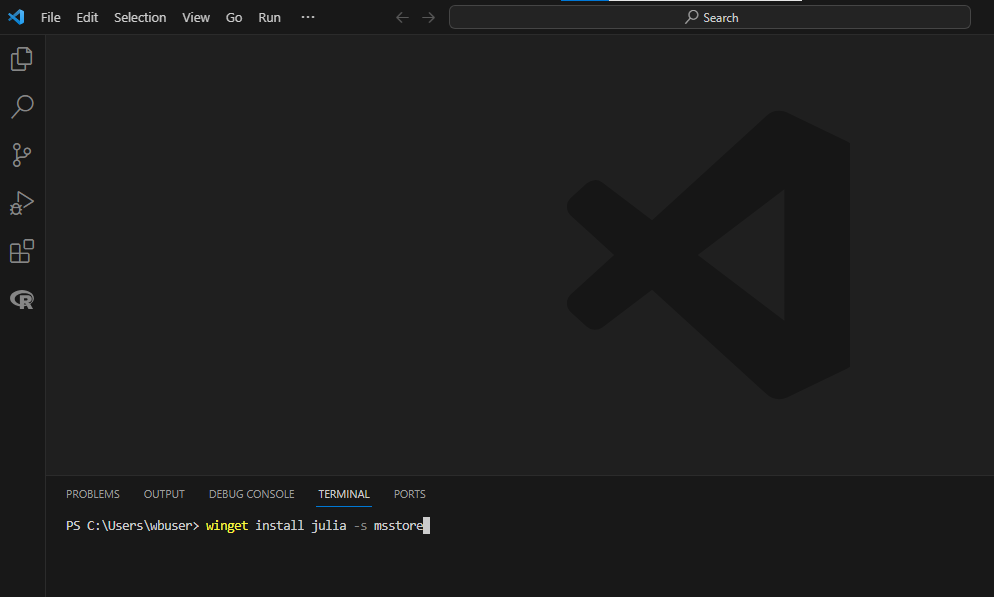 File Edit Selection View Go Run ···
Search
PROBLEMS OUTPUT DEBUG CONSOLE TERMINAL PORTS
PS C:\Users\wbuser> winget install julia -s msstore